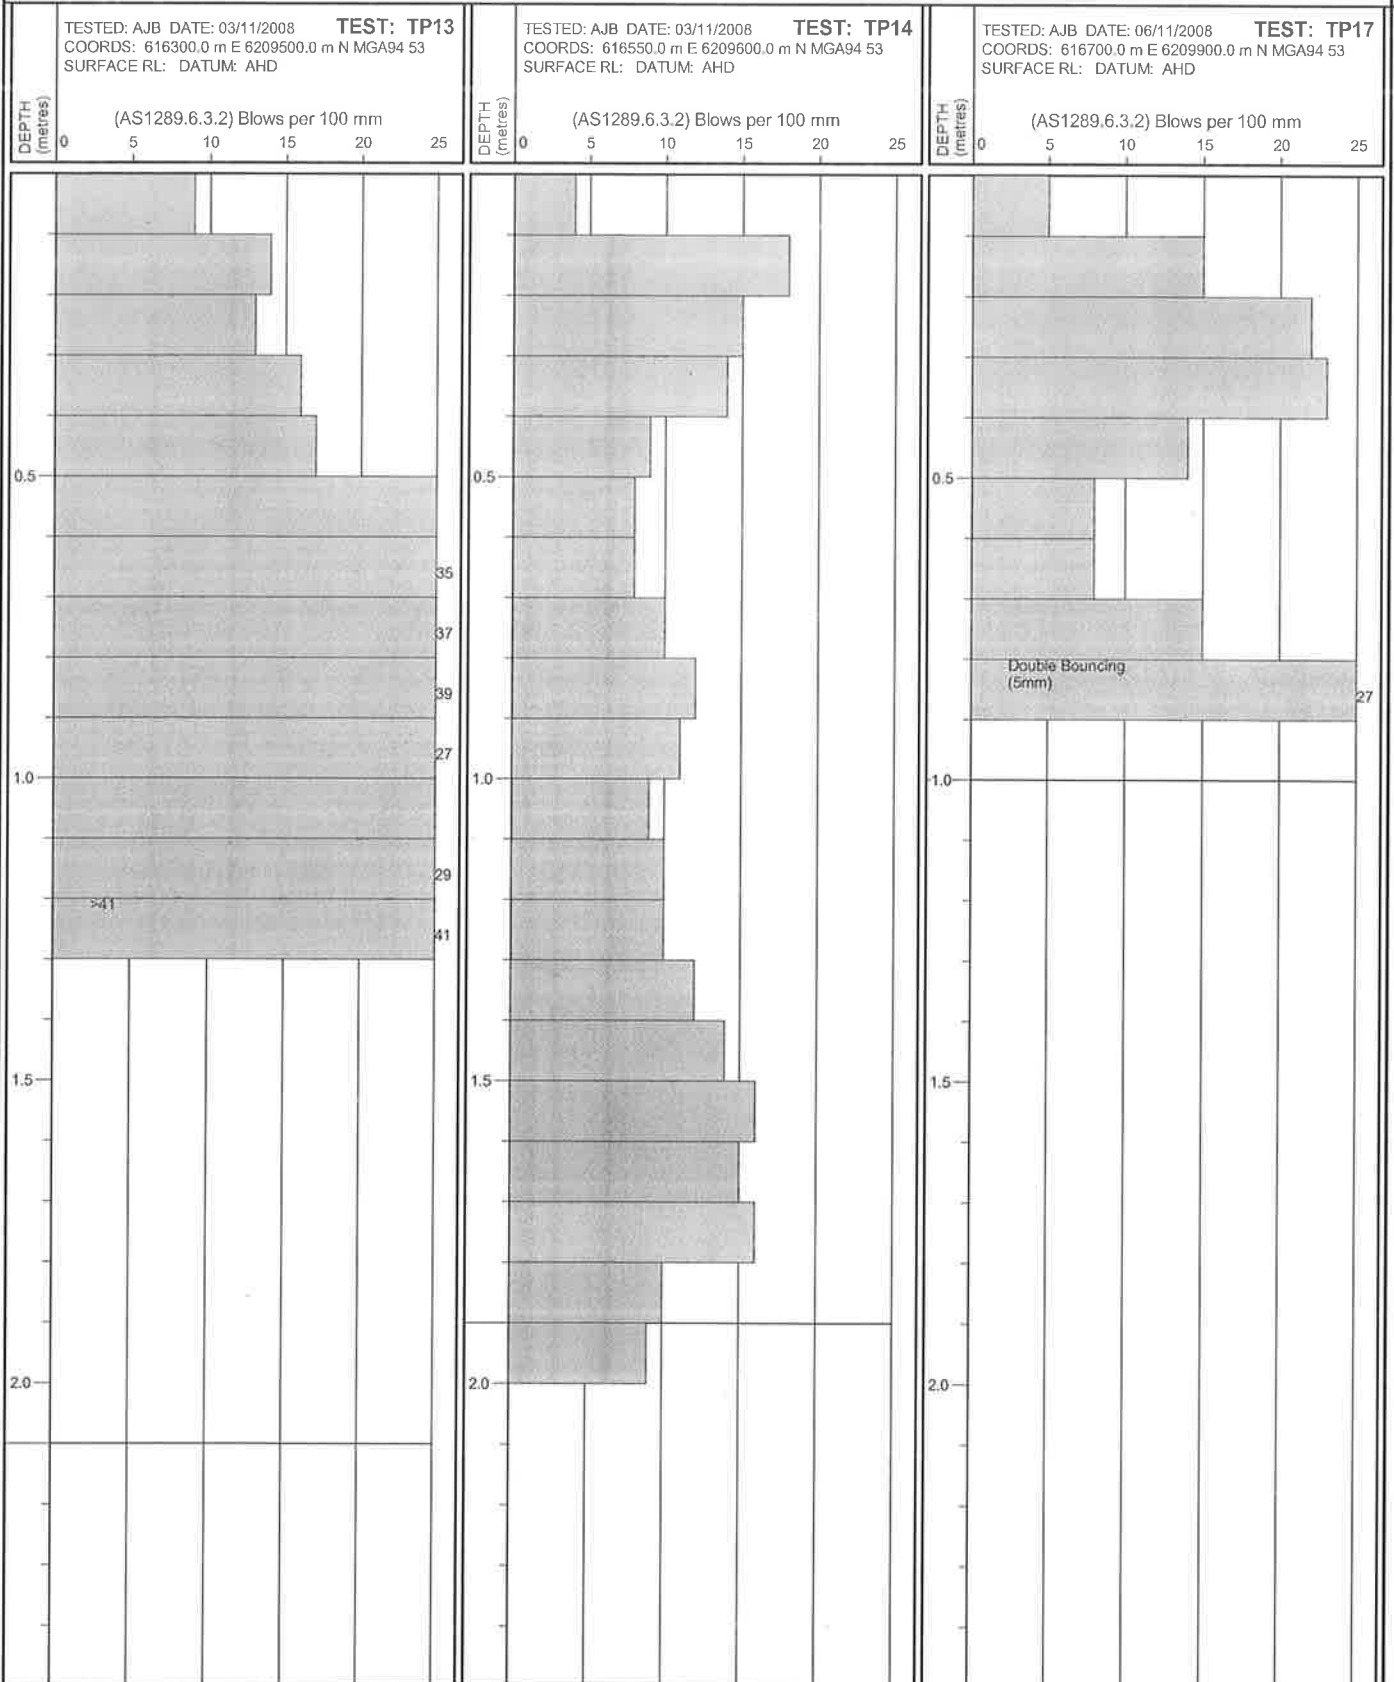 TESTED: AJB DATE: 03/11/2008 TEST: TP13
COORDS: 616300.0 m E 6209500.0 m N MGA94 53
SURFACE RL: DATUM: AHD
DEPTH
(metres)
(AS1289.6.3.2) Blows per 100 mm
0 5 10 15 20 25
0.5
35
37
39
27
1.0
29
>41
41
1.5
2.0
TESTED: AJB DATE: 03/11/2008 TEST: TP14
COORDS: 616550.0 m E 6209600.0 m N MGA94 53
SURFACE RL: DATUM: AHD
DEPTH
(metres)
(AS1289.6.3.2) Blows per 100 mm
0 5 10 15 20 25
0.5
1.0
1.5
2.0
TESTED: AJB DATE: 06/11/2008 TEST: TP17
COORDS: 616700.0 m E 6209900.0 m N MGA94 53
SURFACE RL: DATUM: AHD
DEPTH
(metres)
(AS1289.6.3.2) Blows per 100 mm
0 5 10 15 20 25
0.5
Double Bouncing
(5mm)
27
1.0
1.5
2.0